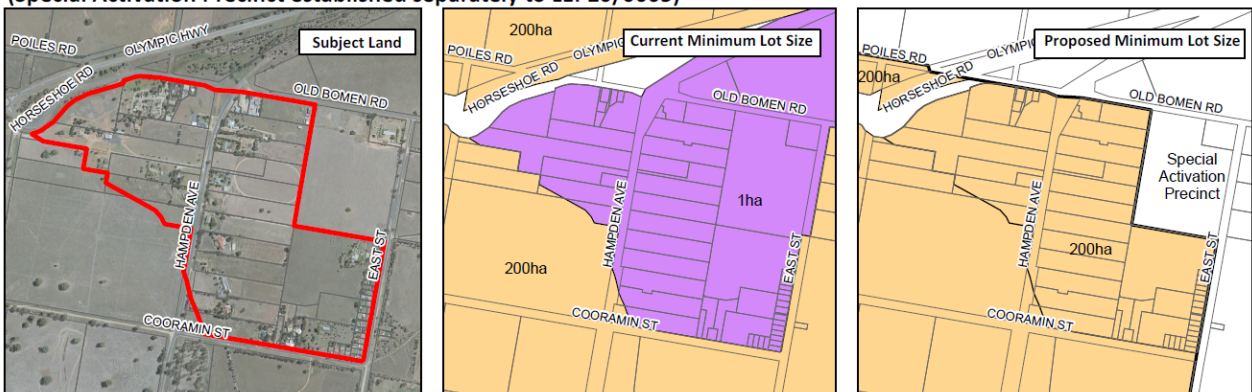 (Special Activation Precinct established separately to LEP20/0003)
Subject Land
POILES RD
OLYMPIC HWY
HORSESHOE RD
OLD BOMEN RD
HAMPDEN AVE
EAST ST
COORAMIN ST
Current Minimum Lot Size
200ha
POILES RD
OLYMPIC
HORSESHOE RD
OLD BOMEN RD
1ha
HAMPDEN AVE
EAST ST
200ha
COORAMIN ST
Proposed Minimum Lot Size
POILES RD
OLYMPIC
200ha
HORSESHOE RD
OLD BOMEN RD
Special
Activation
Precinct
HAMPDEN AVE
200ha
EAST ST
COORAMIN ST